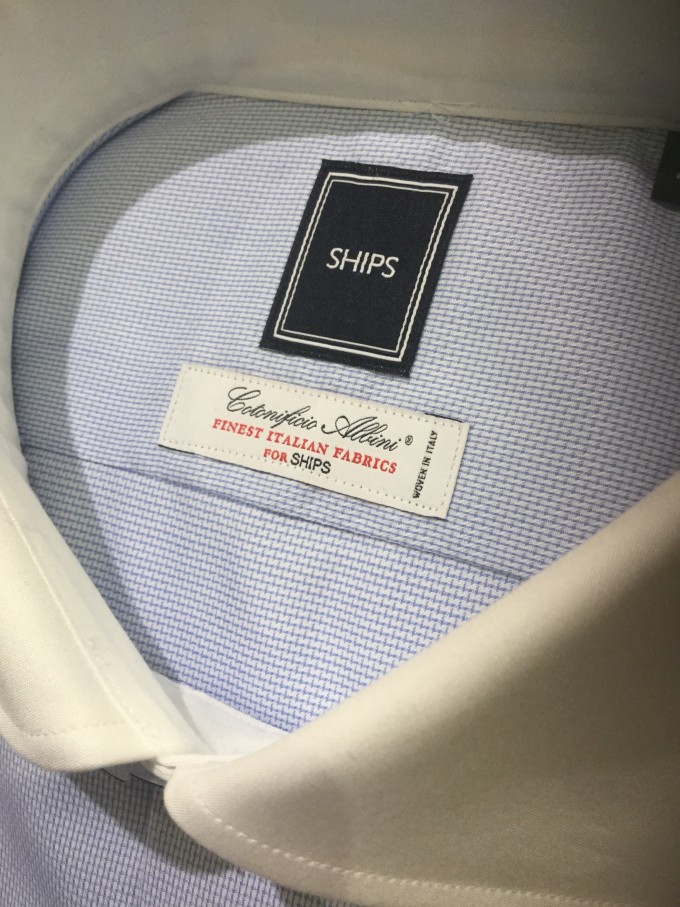 SHIPS
Cotonificio Albini®
FINEST ITALIAN FABRICS
FOR SHIPS
WOVEN IN ITALY